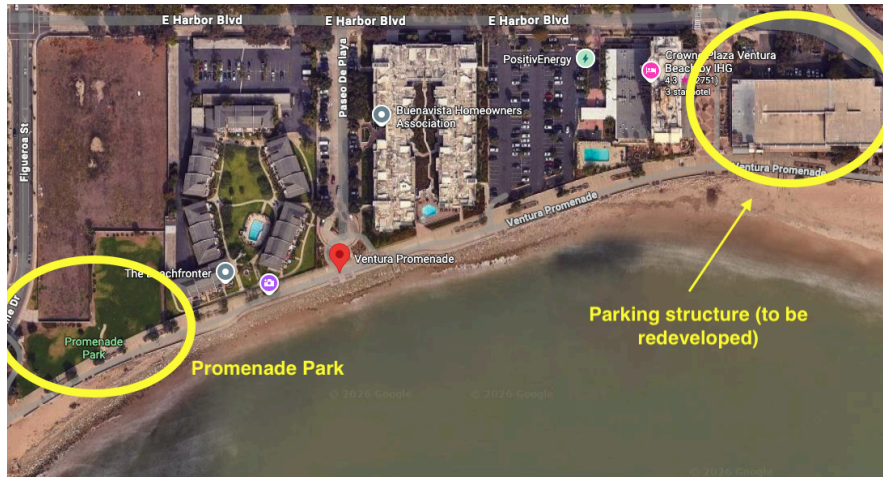 E Harbor Blvd
E Harbor Blvd
E Harbor Blvd
Figueroa St
Paseo De Playa
PositivEnergy
Crowne Plaza Ventura
Beach by IHG
3 star hotel
Buenavista Homeowners
Association
Ventura Promenade
Ventura Promenade
The Beachfronter
Ventura Promenade
Promenade
Park
Promenade Park
Parking structure (to be
redeveloped)
© 2026 Google
© 2026 Google
© 2026 Google